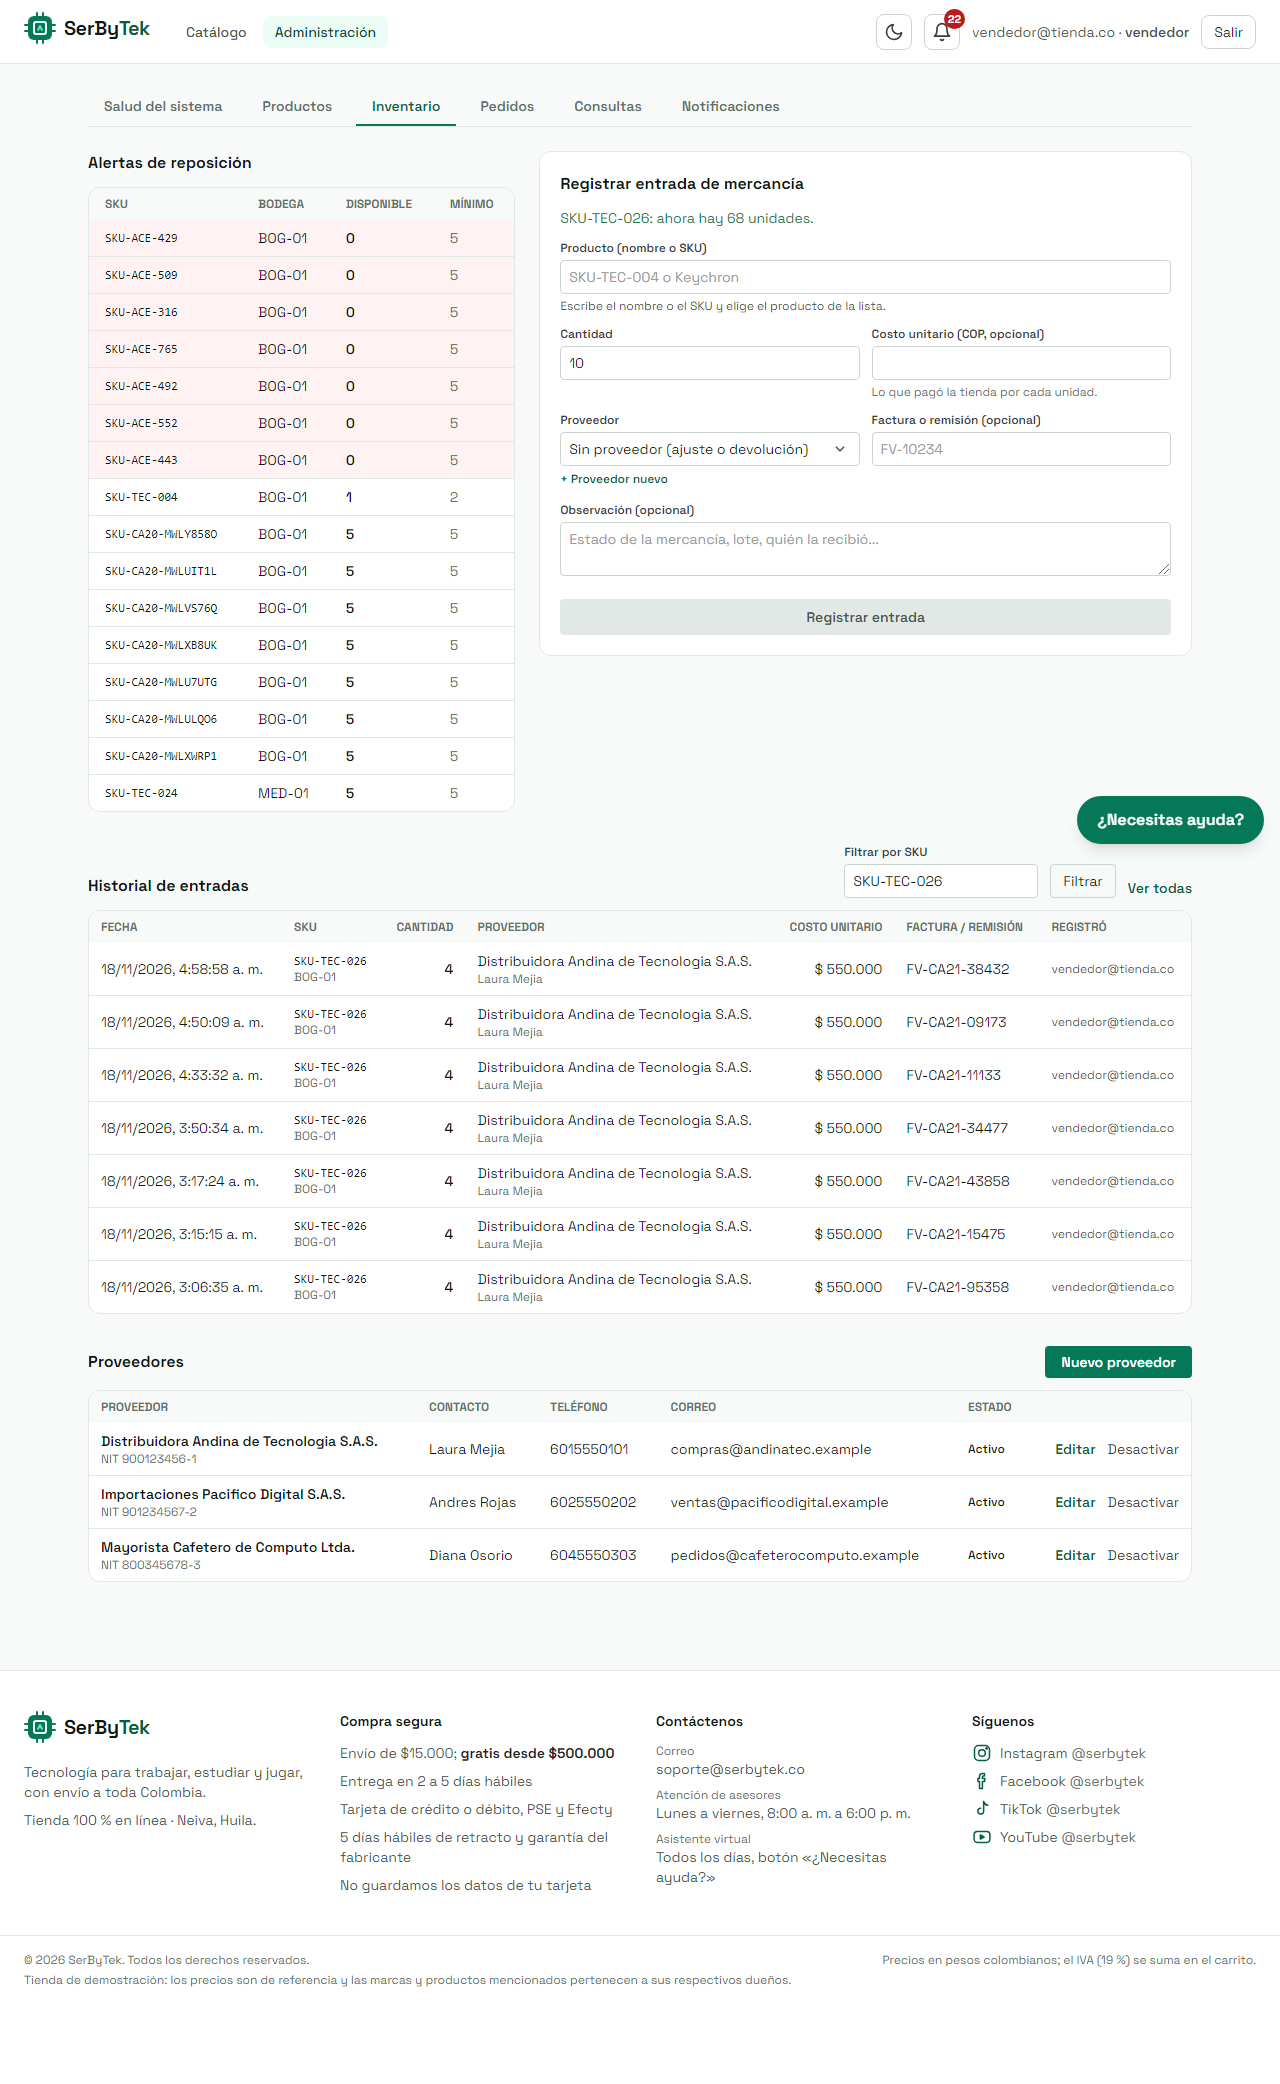 SerByTek
Catálogo
Administración
22
vendedor@tienda.co · vendedor
Salir
Salud del sistema
Productos
Inventario
Pedidos
Consultas
Notificaciones
Alertas de reposición
SKU BODEGA DISPONIBLE MÍNIMO
SKU-ACE-429 BOG-01 0 5
SKU-ACE-509 BOG-01 0 5
SKU-ACE-316 BOG-01 0 5
SKU-ACE-765 BOG-01 0 5
SKU-ACE-492 BOG-01 0 5
SKU-ACE-552 BOG-01 0 5
SKU-ACE-443 BOG-01 0 5
SKU-TEC-004 BOG-01 1 2
SKU-CA20-MWLY858O BOG-01 5 5
SKU-CA20-MWLUIT1L BOG-01 5 5
SKU-CA20-MWLVS76Q BOG-01 5 5
SKU-CA20-MWLXB8UK BOG-01 5 5
SKU-CA20-MWLU7UTG BOG-01 5 5
SKU-CA20-MWLULQO6 BOG-01 5 5
SKU-CA20-MWLXWRP1 BOG-01 5 5
SKU-TEC-024 MED-01 5 5
Registrar entrada de mercancía
SKU-TEC-026: ahora hay 68 unidades.
Producto (nombre o SKU)
SKU-TEC-004 o Keychron
Escribe el nombre o el SKU y elige el producto de la lista.
Cantidad
10
Costo unitario (COP, opcional)
Lo que pagó la tienda por cada unidad.
Proveedor
Sin proveedor (ajuste o devolución)
+ Proveedor nuevo
Factura o remisión (opcional)
FV-10234
Observación (opcional)
Estado de la mercancía, lote, quién la recibió...
Registrar entrada
¿Necesitas ayuda?
Historial de entradas
Filtrar por SKU
SKU-TEC-026
Filtrar
Ver todas
FECHA SKU CANTIDAD PROVEEDOR COSTO UNITARIO FACTURA / REMISIÓN REGISTRÓ
18/11/2026, 4:58:58 a. m. SKU-TEC-026 4 Distribuidora Andina de Tecnologia S.A.S. $ 550.000 FV-CA21-38432 vendedor@tienda.co
BOG-01 Laura Mejia
18/11/2026, 4:50:09 a. m. SKU-TEC-026 4 Distribuidora Andina de Tecnologia S.A.S. $ 550.000 FV-CA21-09173 vendedor@tienda.co
BOG-01 Laura Mejia
18/11/2026, 4:33:32 a. m. SKU-TEC-026 4 Distribuidora Andina de Tecnologia S.A.S. $ 550.000 FV-CA21-11133 vendedor@tienda.co
BOG-01 Laura Mejia
18/11/2026, 3:50:34 a. m. SKU-TEC-026 4 Distribuidora Andina de Tecnologia S.A.S. $ 550.000 FV-CA21-34477 vendedor@tienda.co
BOG-01 Laura Mejia
18/11/2026, 3:17:24 a. m. SKU-TEC-026 4 Distribuidora Andina de Tecnologia S.A.S. $ 550.000 FV-CA21-43858 vendedor@tienda.co
BOG-01 Laura Mejia
18/11/2026, 3:15:15 a. m. SKU-TEC-026 4 Distribuidora Andina de Tecnologia S.A.S. $ 550.000 FV-CA21-15475 vendedor@tienda.co
BOG-01 Laura Mejia
18/11/2026, 3:06:35 a. m. SKU-TEC-026 4 Distribuidora Andina de Tecnologia S.A.S. $ 550.000 FV-CA21-95358 vendedor@tienda.co
BOG-01 Laura Mejia
Proveedores
Nuevo proveedor
PROVEEDOR CONTACTO TELÉFONO CORREO ESTADO
Distribuidora Andina de Tecnologia S.A.S. Laura Mejia 6015550101 compras@andinatec.example Activo Editar Desactivar
NIT 900123456-1
Importaciones Pacifico Digital S.A.S. Andres Rojas 6025550202 ventas@pacificodigital.example Activo Editar Desactivar
NIT 901234567-2
Mayorista Cafetero de Computo Ltda. Diana Osorio 6045550303 pedidos@cafeterocomputo.example Activo Editar Desactivar
NIT 800345678-3
SerByTek
Tecnología para trabajar, estudiar y jugar,
con envío a toda Colombia.
Tienda 100 % en línea · Neiva, Huila.
Compra segura
Envío de $15.000; gratis desde $500.000
Entrega en 2 a 5 días hábiles
Tarjeta de crédito o débito, PSE y Efecty
5 días hábiles de retracto y garantía del
fabricante
No guardamos los datos de tu tarjeta
Contáctenos
Correo
soporte@serbytek.co
Atención de asesores
Lunes a viernes, 8:00 a. m. a 6:00 p. m.
Asistente virtual
Todos los días, botón «¿Necesitas
ayuda?»
Síguenos
Instagram @serbytek
Facebook @serbytek
TikTok @serbytek
YouTube @serbytek
© 2026 SerByTek. Todos los derechos reservados.
Precios en pesos colombianos; el IVA (19 %) se suma en el carrito.
Tienda de demostración: los precios son de referencia y las marcas y productos mencionados pertenecen a sus respectivos dueños.